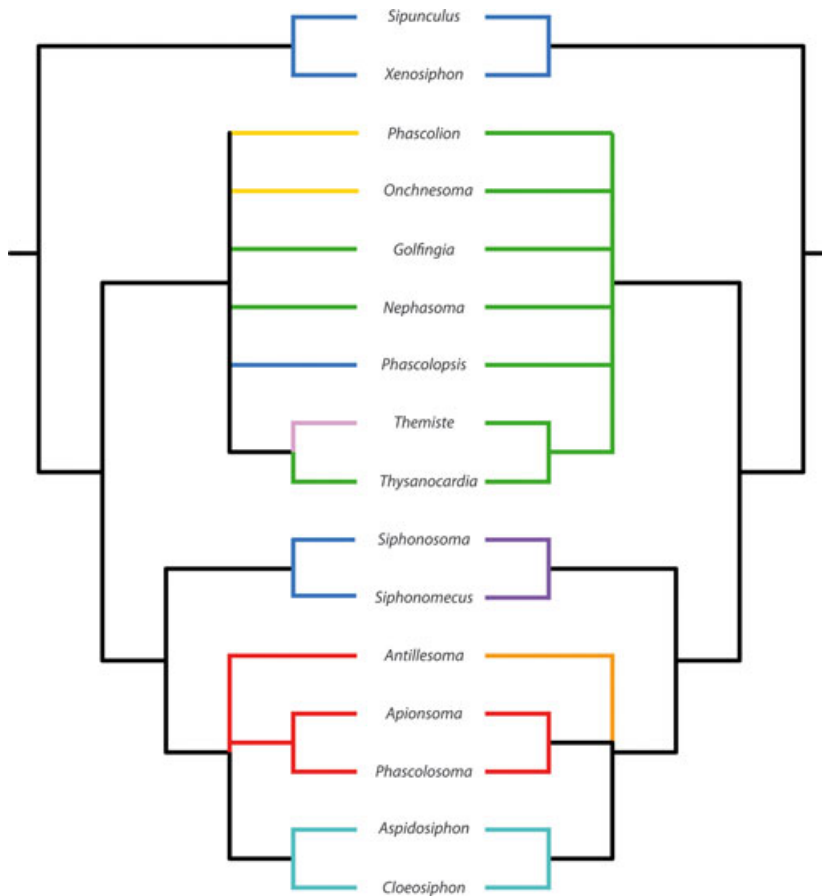 Sipunculus
Xenosiphon
Phascolion
Onchnesoma
Golfingia
Nephasoma
Phascolopsis
Themiste
Thysanocardia
Siphonosoma
Siphonomecus
Antillesoma
Apionsoma
Phascolosoma
Aspidosiphon
Cloeosiphon